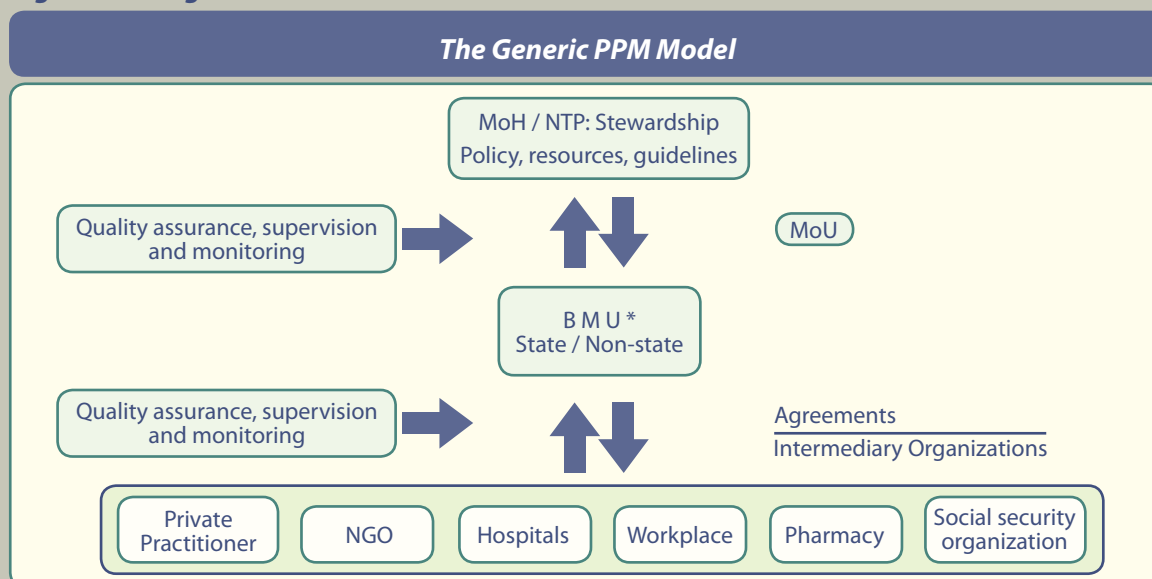 The Generic PPM Model
MoH / NTP: Stewardship
Policy, resources, guidelines
Quality assurance, supervision
and monitoring
MoU
B M U *
State / Non-state
Quality assurance, supervision
and monitoring
Agreements
Intermediary Organizations
Private
Practitioner
NGO
Hospitals
Workplace
Pharmacy
Social security
organization